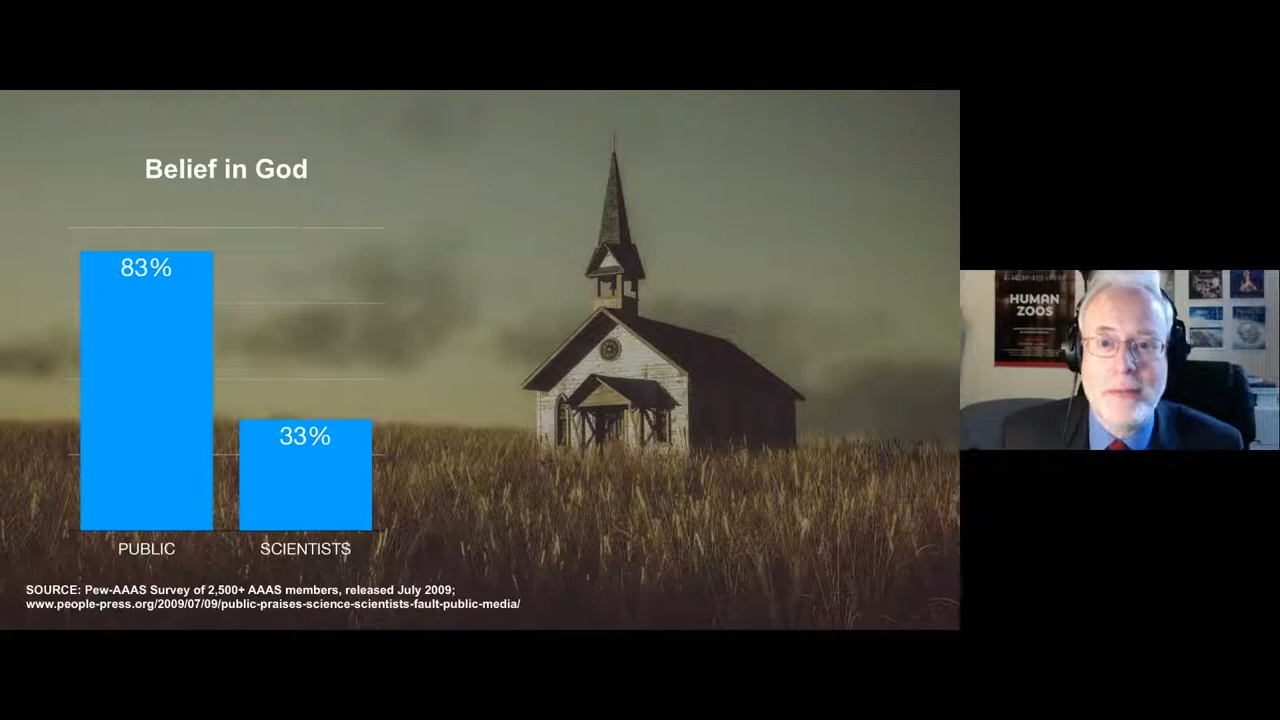 Belief in God
83%
33%
PUBLIC
SCIENTISTS
SOURCE: Pew-AAAS Survey of 2,500+ AAAS members, released July 2009;
www.people-press.org/2009/07/09/public-praises-science-scientists-fault-public-media/
HUMAN
ZOOS